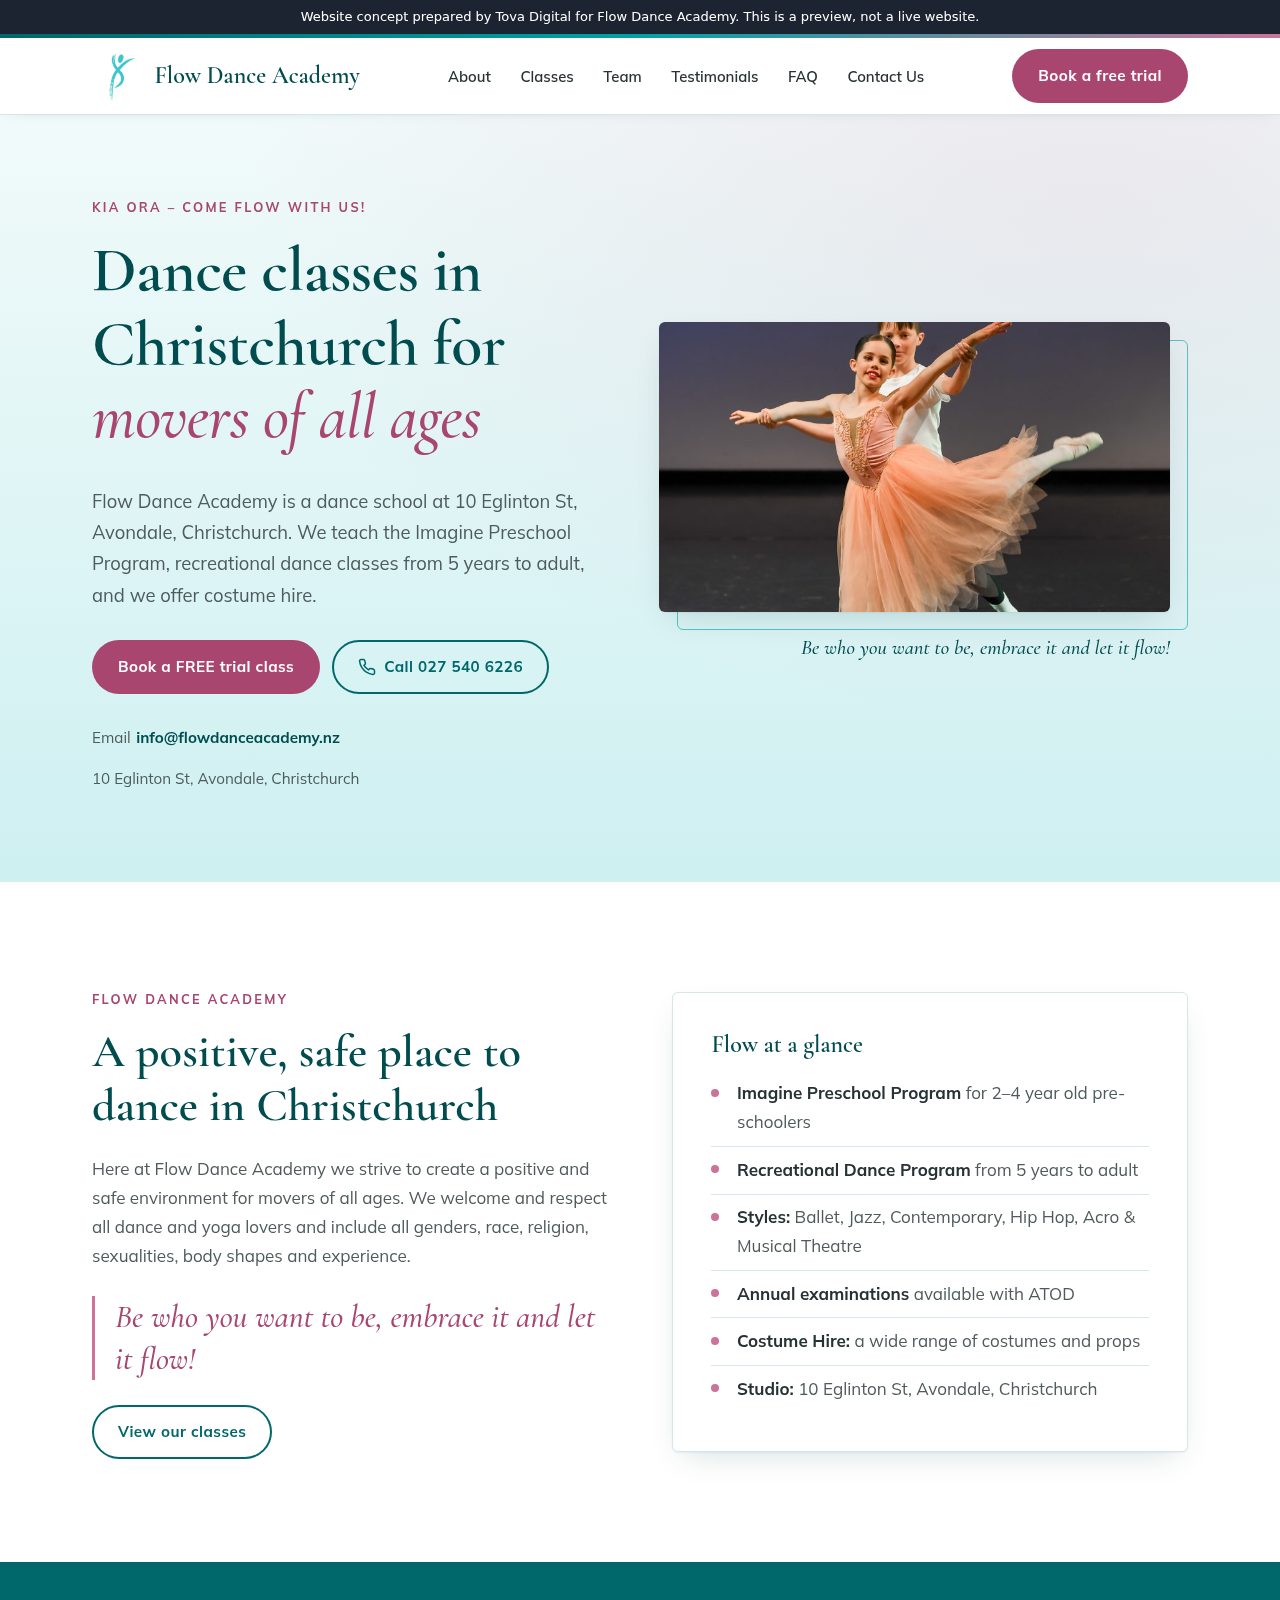 Website concept prepared by Tova Digital for Flow Dance Academy. This is a preview, not a live website.
Flow Dance Academy
About
Classes
Team
Testimonials
FAQ
Contact Us
Book a free trial
KIA ORA – COME FLOW WITH US!
Dance classes in
Christchurch for
movers of all ages
Flow Dance Academy is a dance school at 10 Eglinton St,
Avondale, Christchurch. We teach the Imagine Preschool
Program, recreational dance classes from 5 years to adult,
and we offer costume hire.
Book a FREE trial class
Call 027 540 6226
Email info@flowdanceacademy.nz
10 Eglinton St, Avondale, Christchurch
Be who you want to be, embrace it and let it flow!
FLOW DANCE ACADEMY
A positive, safe place to
dance in Christchurch
Here at Flow Dance Academy we strive to create a positive and
safe environment for movers of all ages. We welcome and respect
all dance and yoga lovers and include all genders, race, religion,
sexualities, body shapes and experience.
Be who you want to be, embrace it and let
it flow!
View our classes
Flow at a glance
Imagine Preschool Program for 2–4 year old pre-
schoolers
Recreational Dance Program from 5 years to adult
Styles: Ballet, Jazz, Contemporary, Hip Hop, Acro &
Musical Theatre
Annual examinations available with ATOD
Costume Hire: a wide range of costumes and props
Studio: 10 Eglinton St, Avondale, Christchurch